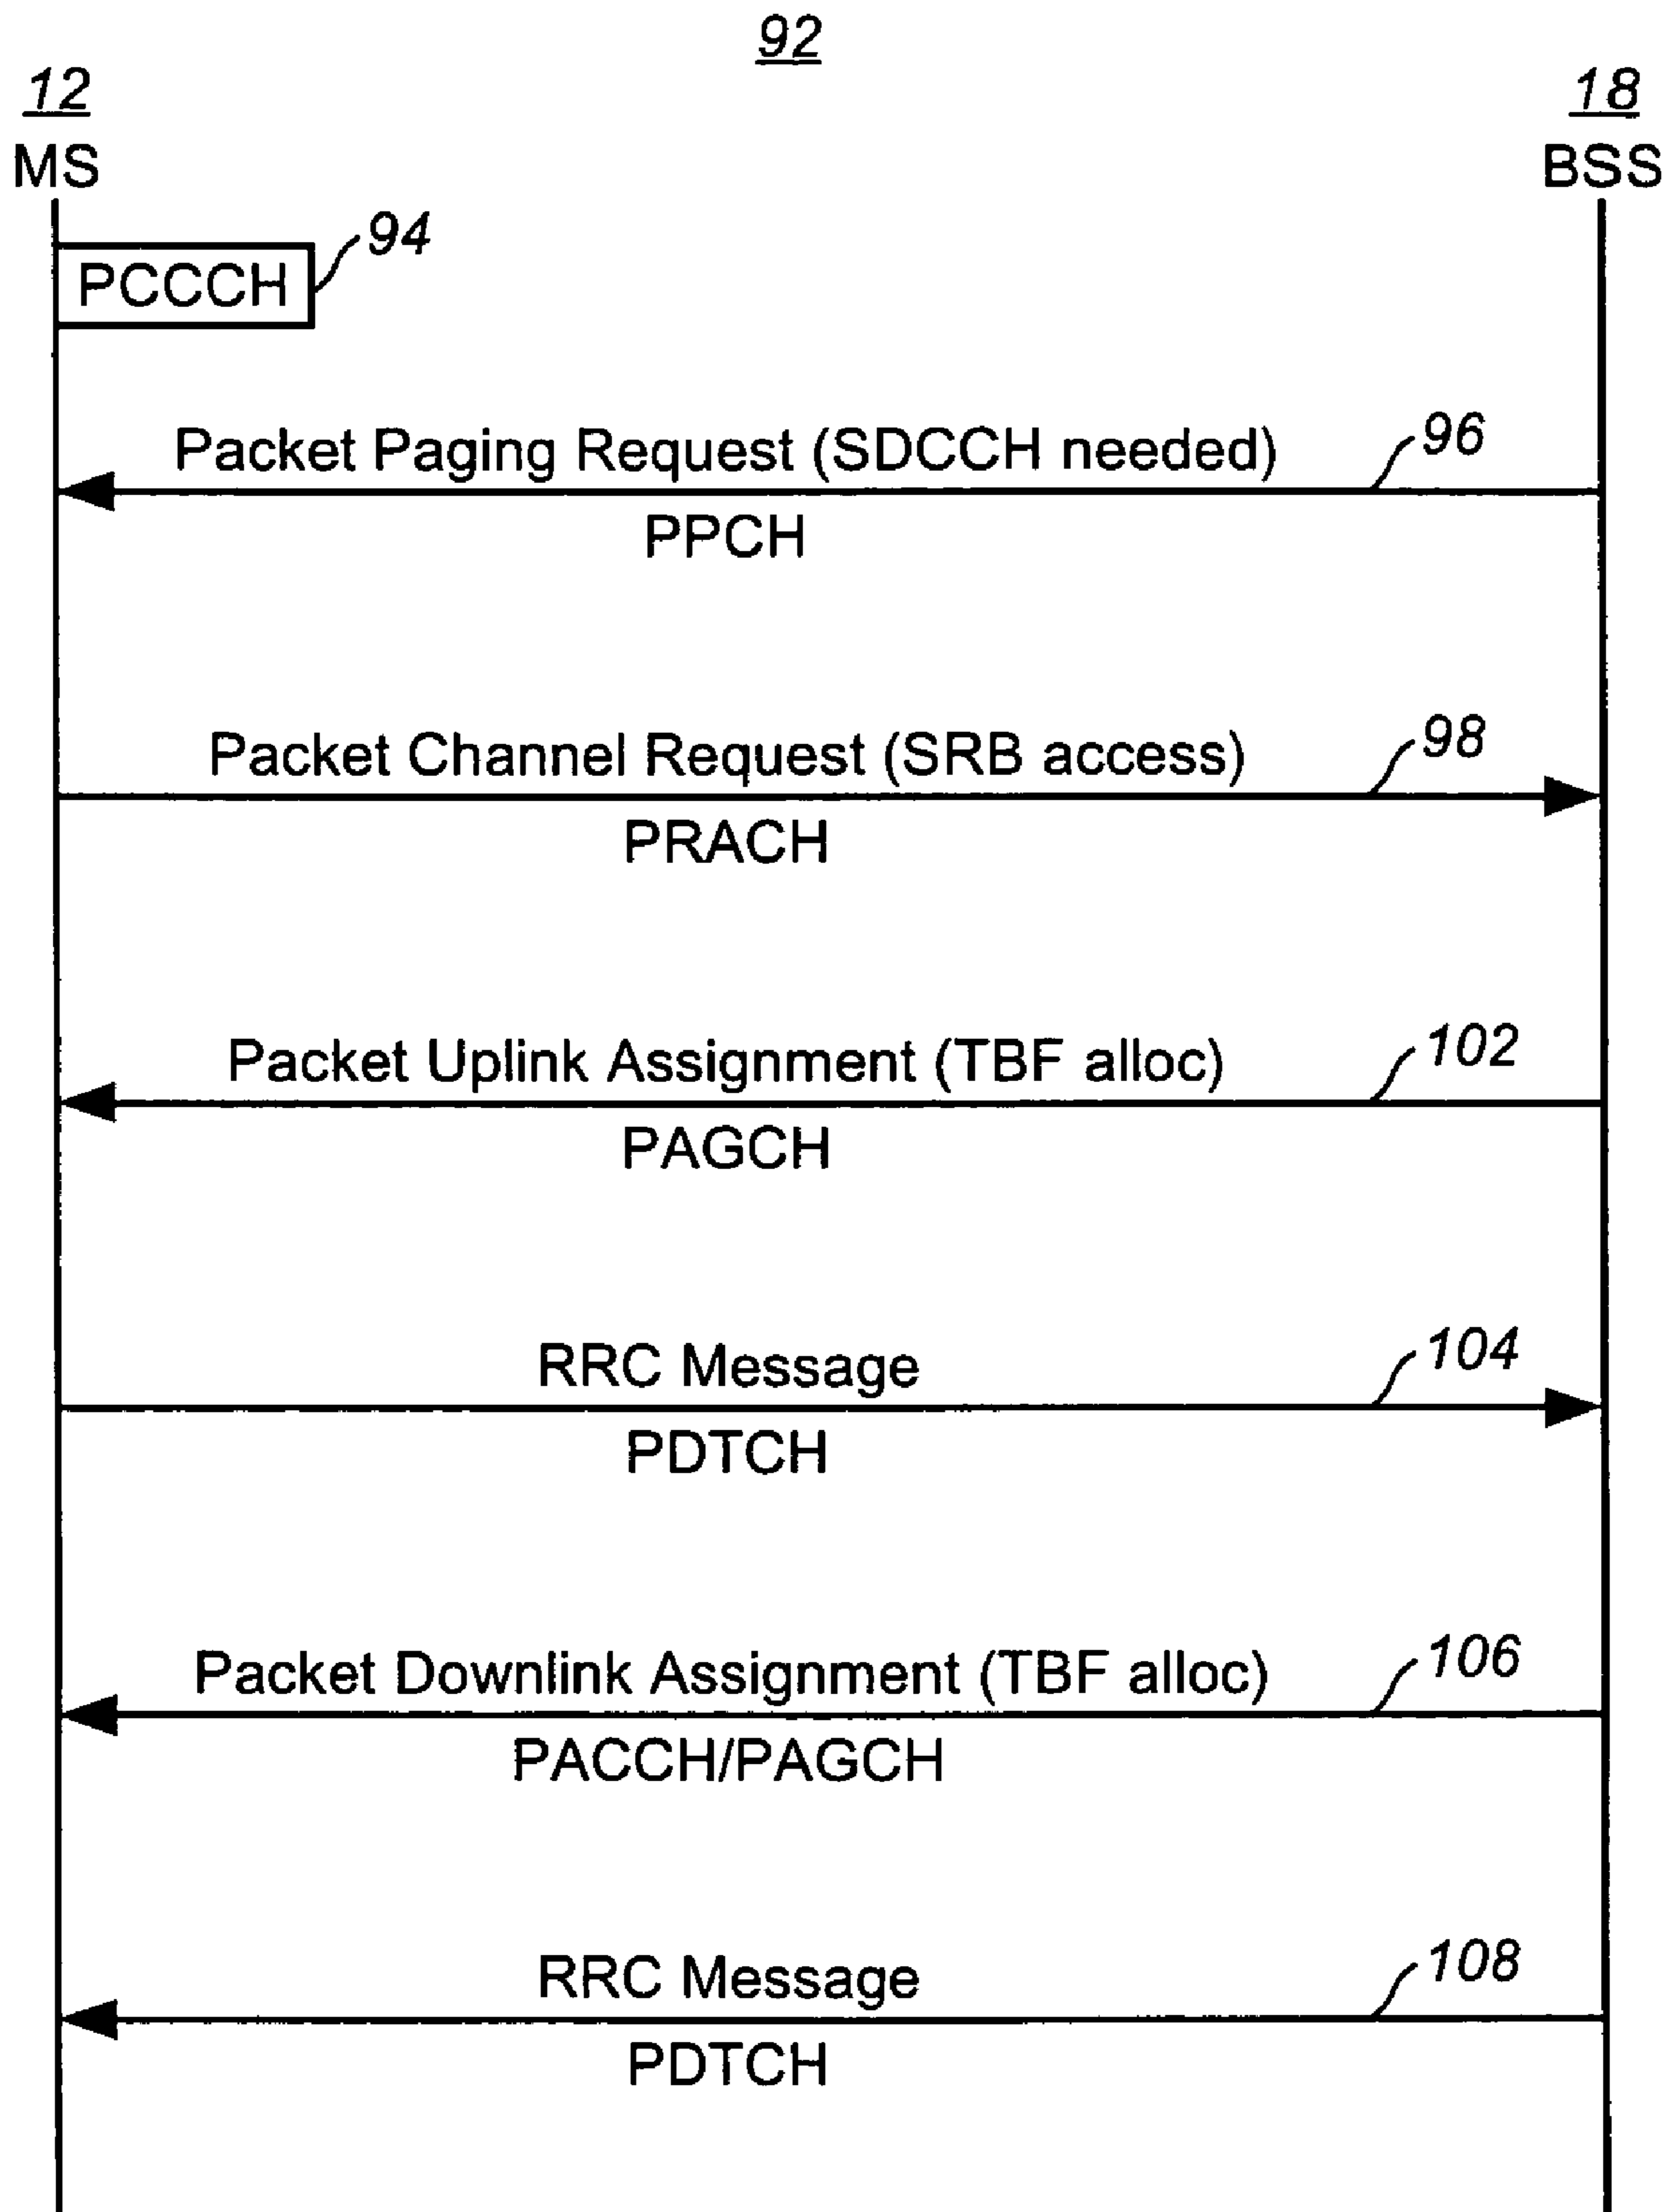 92
12
18
MS
BSS
94
PCCCH
96
Packet Paging Request (SDCCH needed)
PPCH
98
Packet Channel Request (SRB access)
PRACH
102
Packet Uplink Assignment (TBF alloc)
PAGCH
104
RRC Message
PDTCH
106
Packet Downlink Assignment (TBF alloc)
PACCH/PAGCH
108
RRC Message
PDTCH